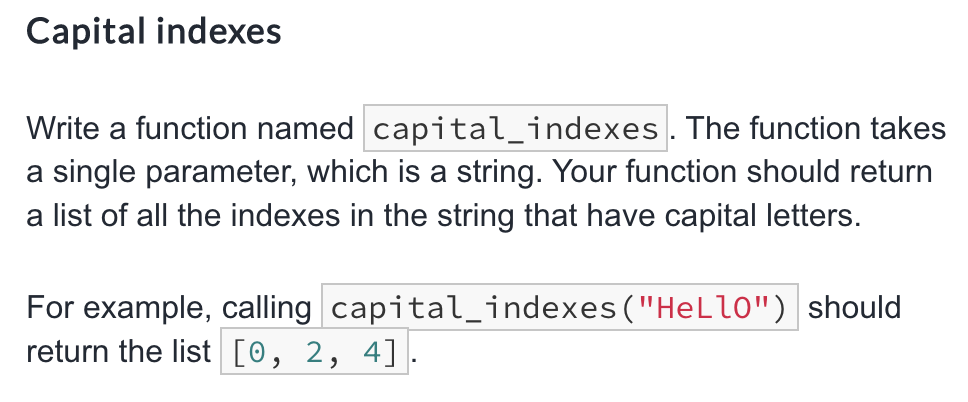 Capital indexes
Write a function named capital_indexes. The function takes
a single parameter, which is a string. Your function should return
a list of all the indexes in the string that have capital letters.
For example, calling capital_indexes("HeLlO") should
return the list [0, 2, 4].